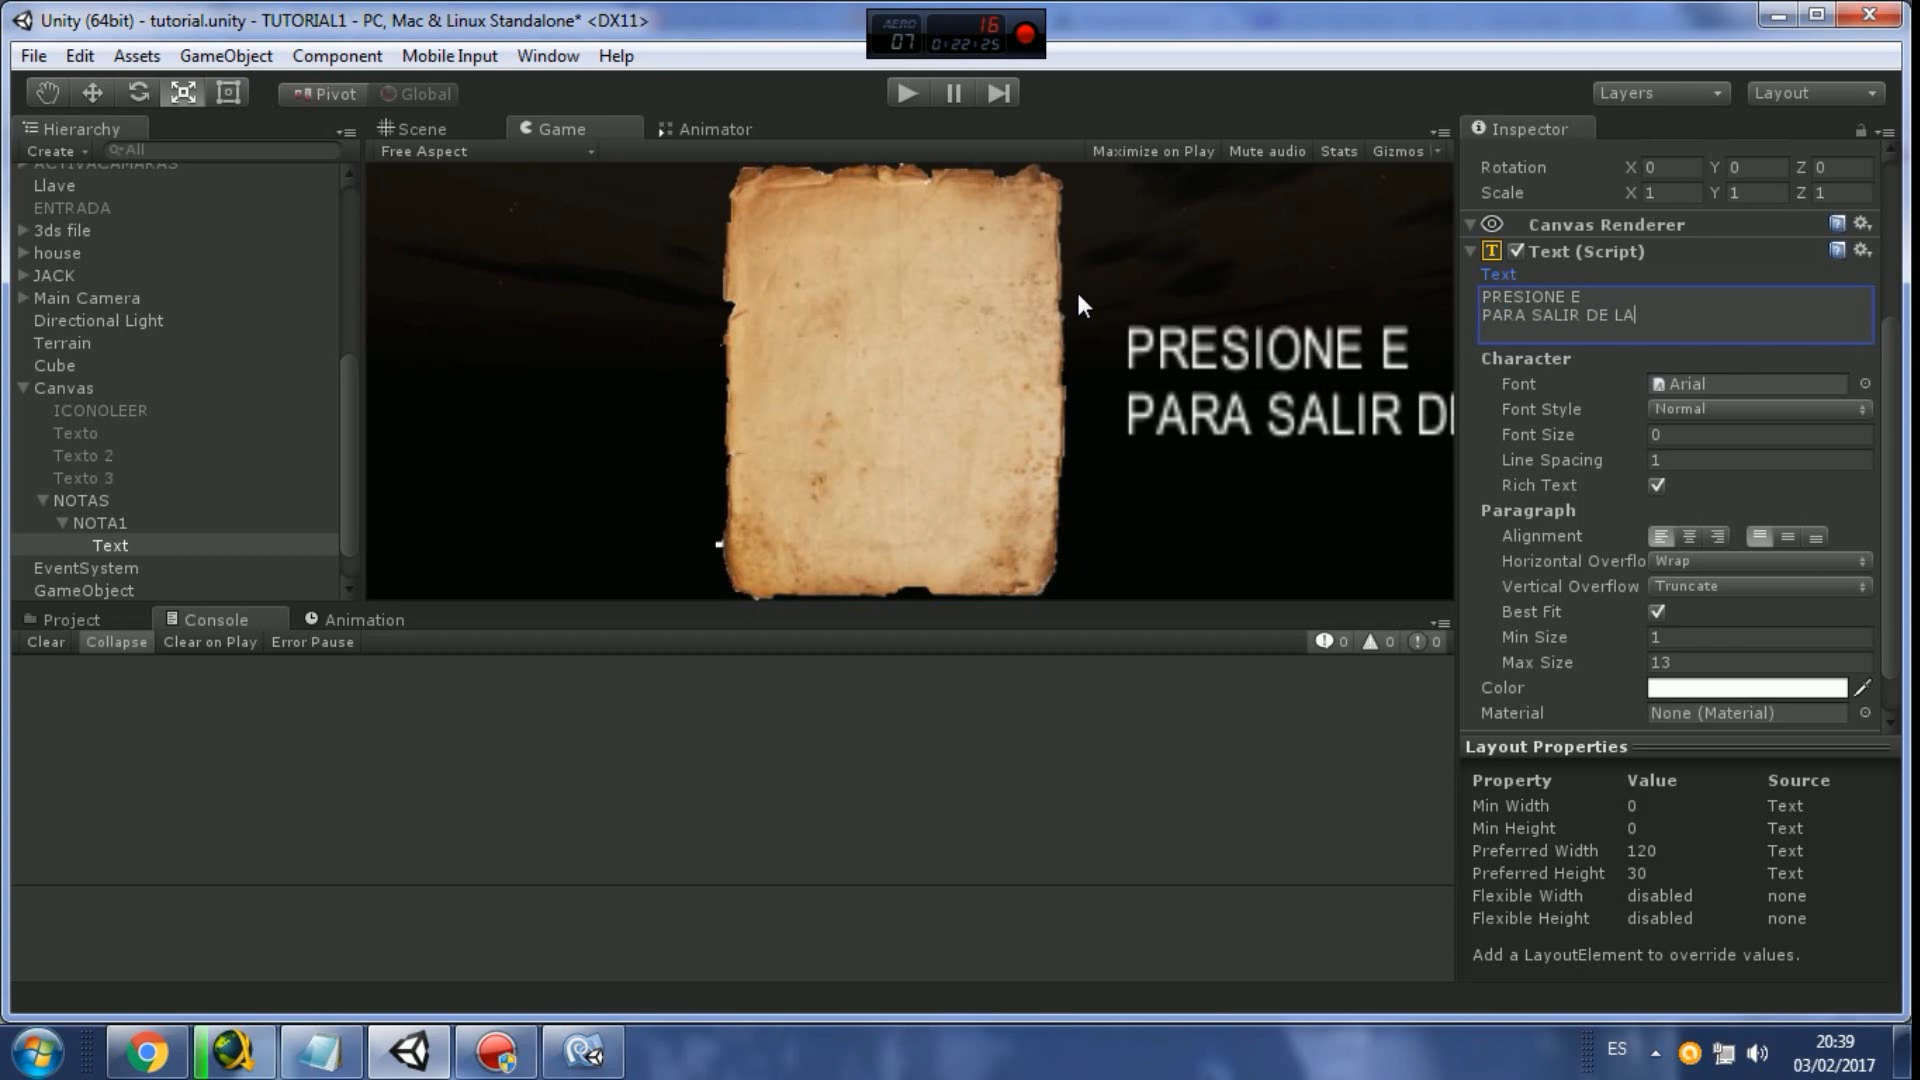 Unity (64bit) - tutorial.unity - TUTORIAL1 - PC, Mac & Linux Standalone* <DX11>
AERO 16
07 0:22:25
File Edit Assets GameObject Component Mobile Input Window Help
Pivot Global Layers Layout
Hierarchy Scene Game Animator Inspector
Create All Free Aspect Maximize on Play Mute audio Stats Gizmos
ACTIVACAMARAS
Llave
ENTRADA
3ds file
house
JACK
Main Camera
Directional Light
Terrain
Cube
Canvas
ICONOLEER
Texto
Texto 2
Texto 3
NOTAS
NOTA1
Text
EventSystem
GameObject
PRESIONE E
PARA SALIR DE
Rotation X 0 Y 0 Z 0
Scale X 1 Y 1 Z 1
Canvas Renderer
T Text (Script)
Text
PRESIONE E
PARA SALIR DE LA
Character
Font Arial
Font Style Normal
Font Size 0
Line Spacing 1
Rich Text
Paragraph
Alignment
Horizontal Overflo Wrap
Vertical Overflow Truncate
Best Fit
Min Size 1
Max Size 13
Color
Material None (Material)
Layout Properties
Property Value Source
Min Width 0 Text
Min Height 0 Text
Preferred Width 120 Text
Preferred Height 30 Text
Flexible Width disabled none
Flexible Height disabled none
Add a LayoutElement to override values.
Project Console Animation
Clear Collapse Clear on Play Error Pause 0 0 0
ES 20:39
03/02/2017